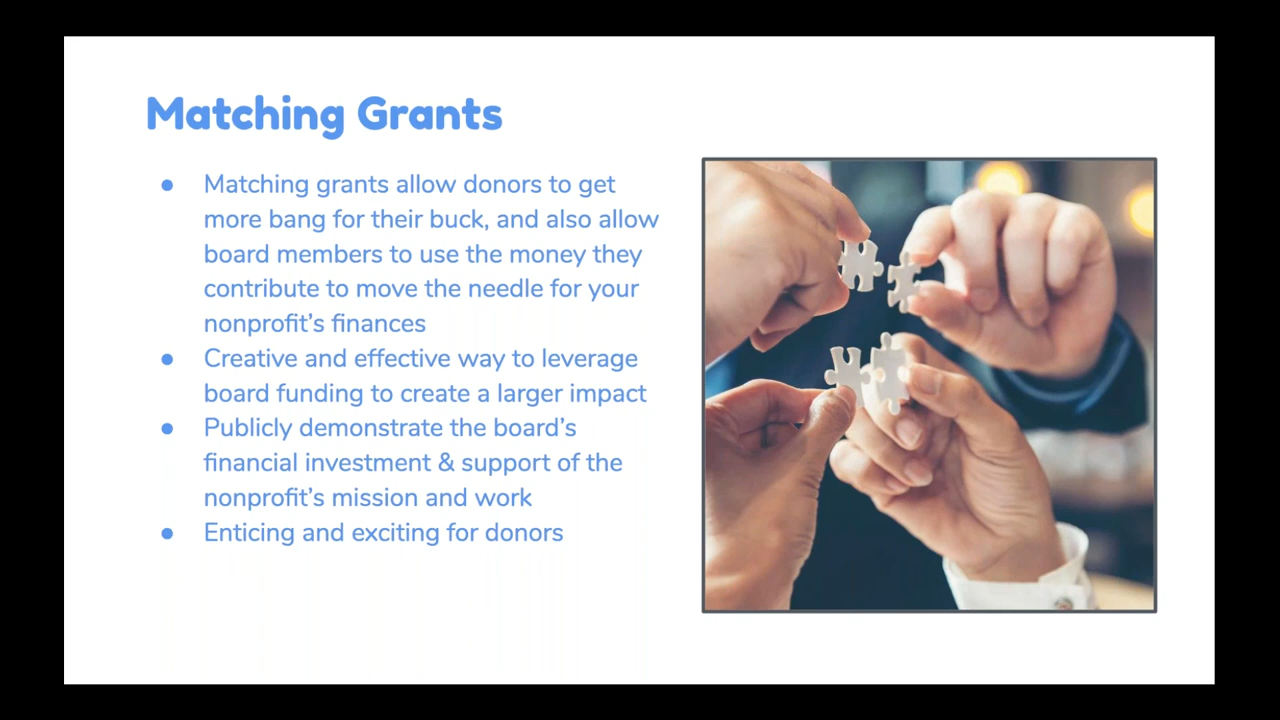 Matching Grants
● Matching grants allow donors to get
more bang for their buck, and also allow
board members to use the money they
contribute to move the needle for your
nonprofit’s finances
● Creative and effective way to leverage
board funding to create a larger impact
● Publicly demonstrate the board’s
financial investment & support of the
nonprofit’s mission and work
● Enticing and exciting for donors